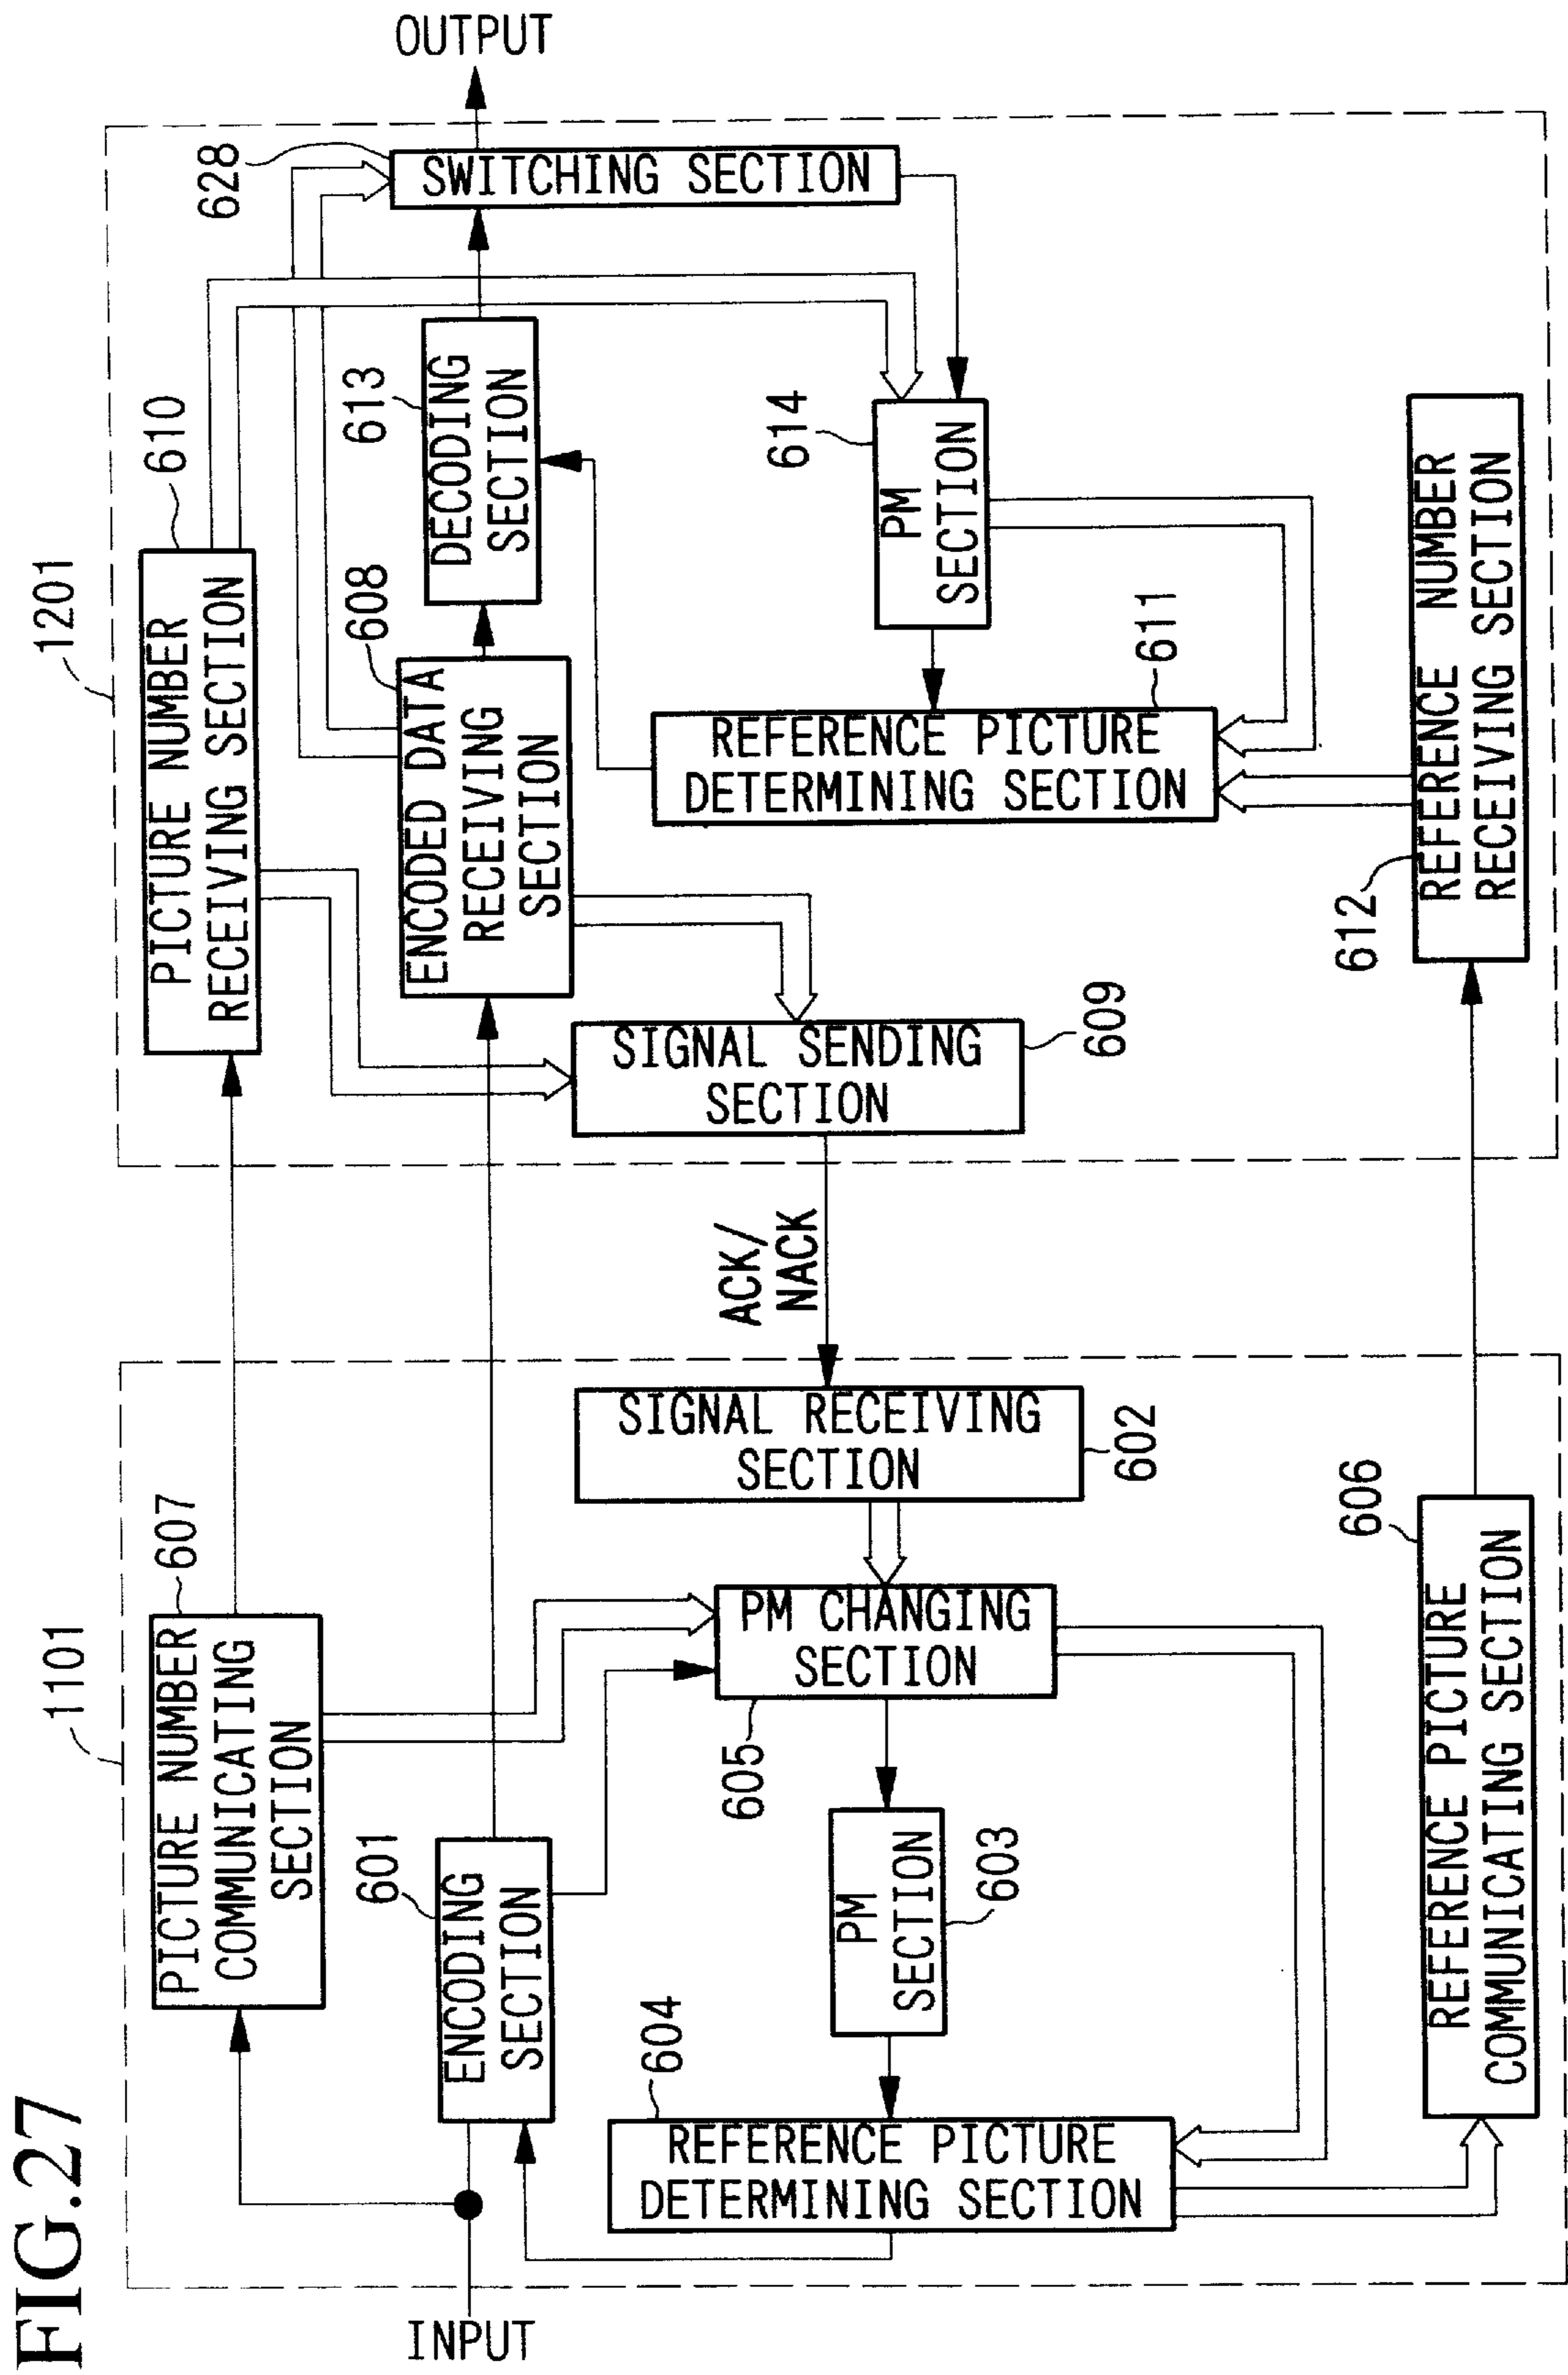 FIG.27
1101
1201
PICTURE NUMBER
COMMUNICATING
SECTION
607
PICTURE NUMBER
RECEIVING SECTION
610
INPUT
ENCODING
SECTION
601
ENCODED DATA
RECEIVING
SECTION
608
DECODING
SECTION
613
SWITCHING SECTION
628
OUTPUT
SIGNAL RECEIVING
SECTION
602
ACK/
NACK
SIGNAL SENDING
SECTION
609
PM CHANGING
SECTION
605
PM
SECTION
603
REFERENCE PICTURE
DETERMINING SECTION
604
REFERENCE PICTURE
DETERMINING SECTION
611
PM
SECTION
614
REFERENCE PICTURE
COMMUNICATING SECTION
606
REFERENCE NUMBER
RECEIVING SECTION
612